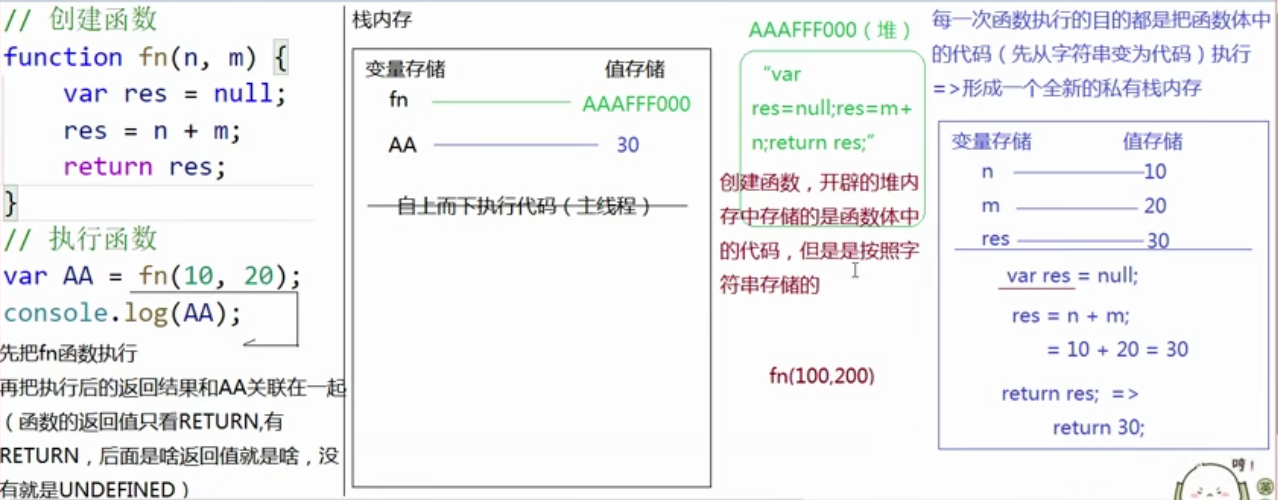 // 创建函数
function fn(n, m) {
var res = null;
res = n + m;
return res;
}
// 执行函数
var AA = fn(10, 20);
console.log(AA);
先把fn函数执行
再把执行后的返回结果和AA关联在一起
（函数的返回值只看RETURN,有
RETURN，后面是啥返回值就是啥，没
有就是UNDEFINED）
栈内存
变量存储 值存储
fn AAAFFF000
AA 30
自上而下执行代码（主线程）
AAAFFF000（堆）
“var
res=null;res=m+
n;return res;”
创建函数，开辟的堆内
存中存储的是函数体中
的代码，但是是按照字
符串存储的
fn(100,200)
每一次函数执行的目的都是把函数体中
的代码（先从字符串变为代码）执行
=>形成一个全新的私有栈内存
变量存储 值存储
n 10
m 20
res 30
var res = null;
res = n + m;
= 10 + 20 = 30
return res; =>
return 30;
哼！
英